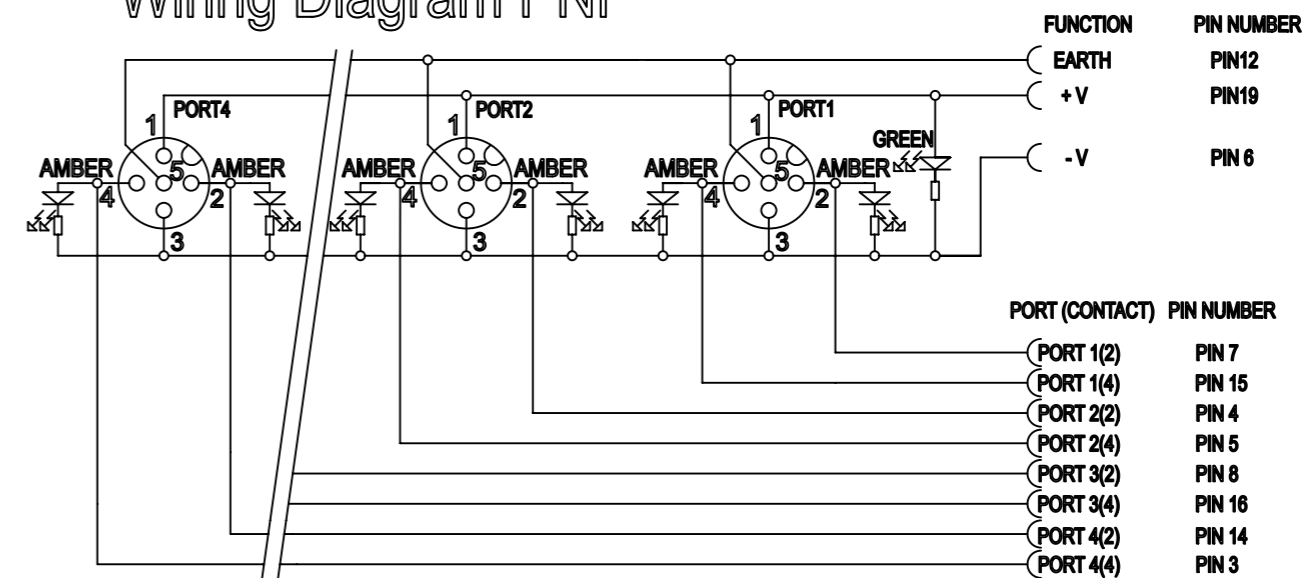 Wiring Diagram PNP
FUNCTION PIN NUMBER
EARTH PIN12
+V PIN19
-V PIN 6
PORT4 PORT2 PORT1
1 1 1
GREEN
AMBER 5 AMBER AMBER 5 AMBER AMBER 5 AMBER
4 2 4 2 4 2
3 3 3
PORT (CONTACT) PIN NUMBER
PORT 1(2) PIN 7
PORT 1(4) PIN 15
PORT 2(2) PIN 4
PORT 2(4) PIN 5
PORT 3(2) PIN 8
PORT 3(4) PIN 16
PORT 4(2) PIN 14
PORT 4(4) PIN 3